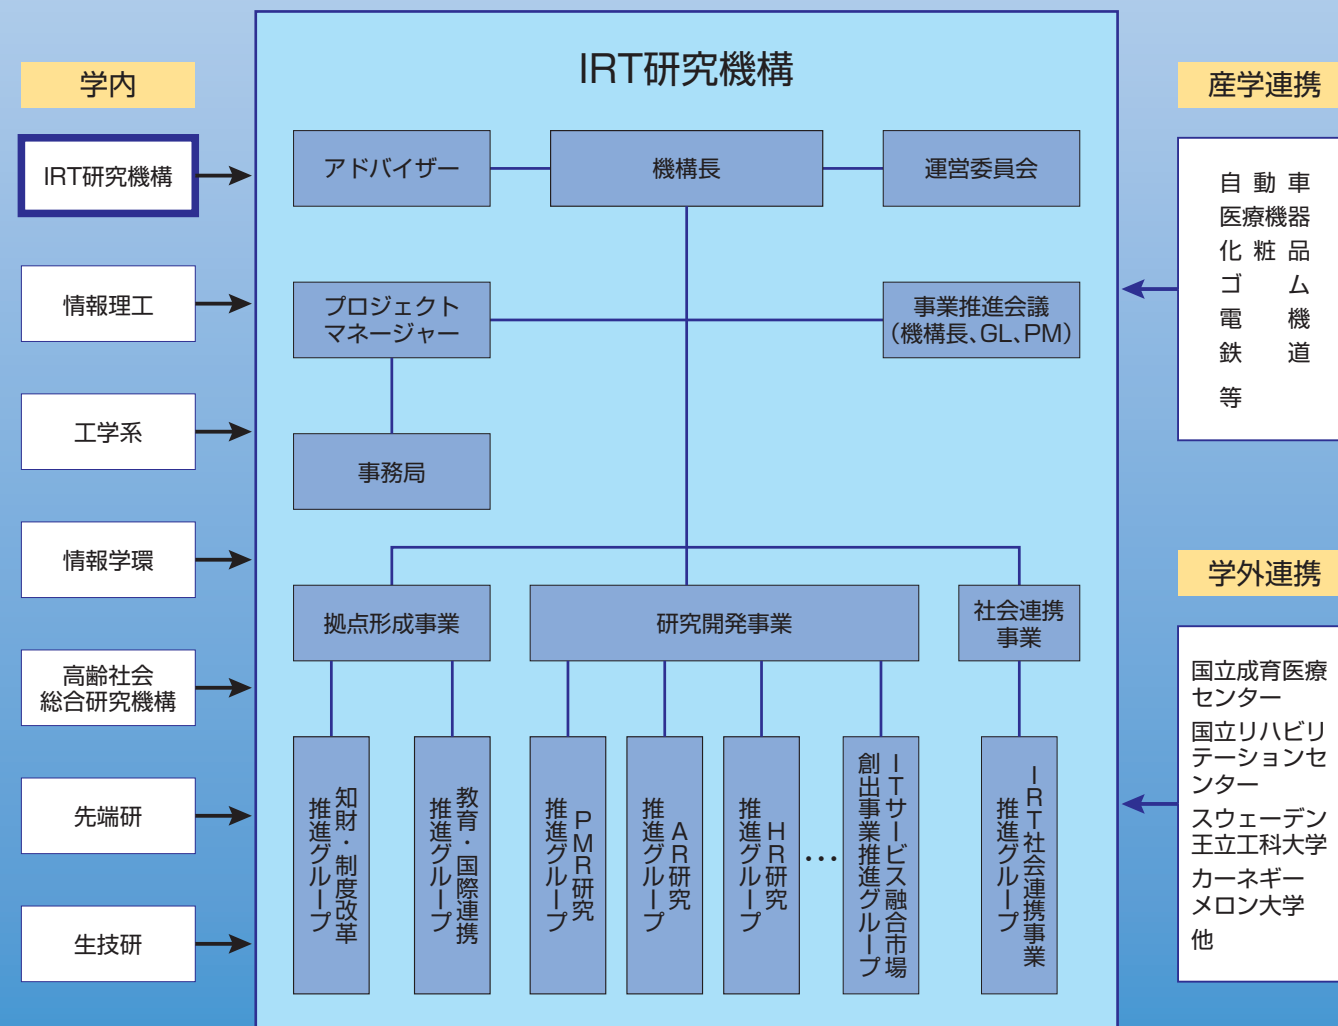 IRT研究機構
学内
IRT研究機構
情報理工
工学系
情報学環
高齢社会
総合研究機構
先端研
生技研
アドバイザー
機構長
運営委員会
プロジェクト
マネージャー
事業推進会議
(機構長、GL、PM)
事務局
拠点形成事業
研究開発事業
社会連携
事業
知財・制度改革
推進グループ
教育・国際連携
推進グループ
PMR研究
推進グループ
AR研究
推進グループ
HR研究
推進グループ
…
ITサービス融合市場
創出事業推進グループ
IRT社会連携事業
推進グループ
産学連携
自動車
医療機器
化粧品
ゴム
電機
鉄道
等
学外連携
国立成育医療
センター
国立リハビリ
テーションセ
ンター
スウェーデン
王立工科大学
カーネギー
メロン大学
他